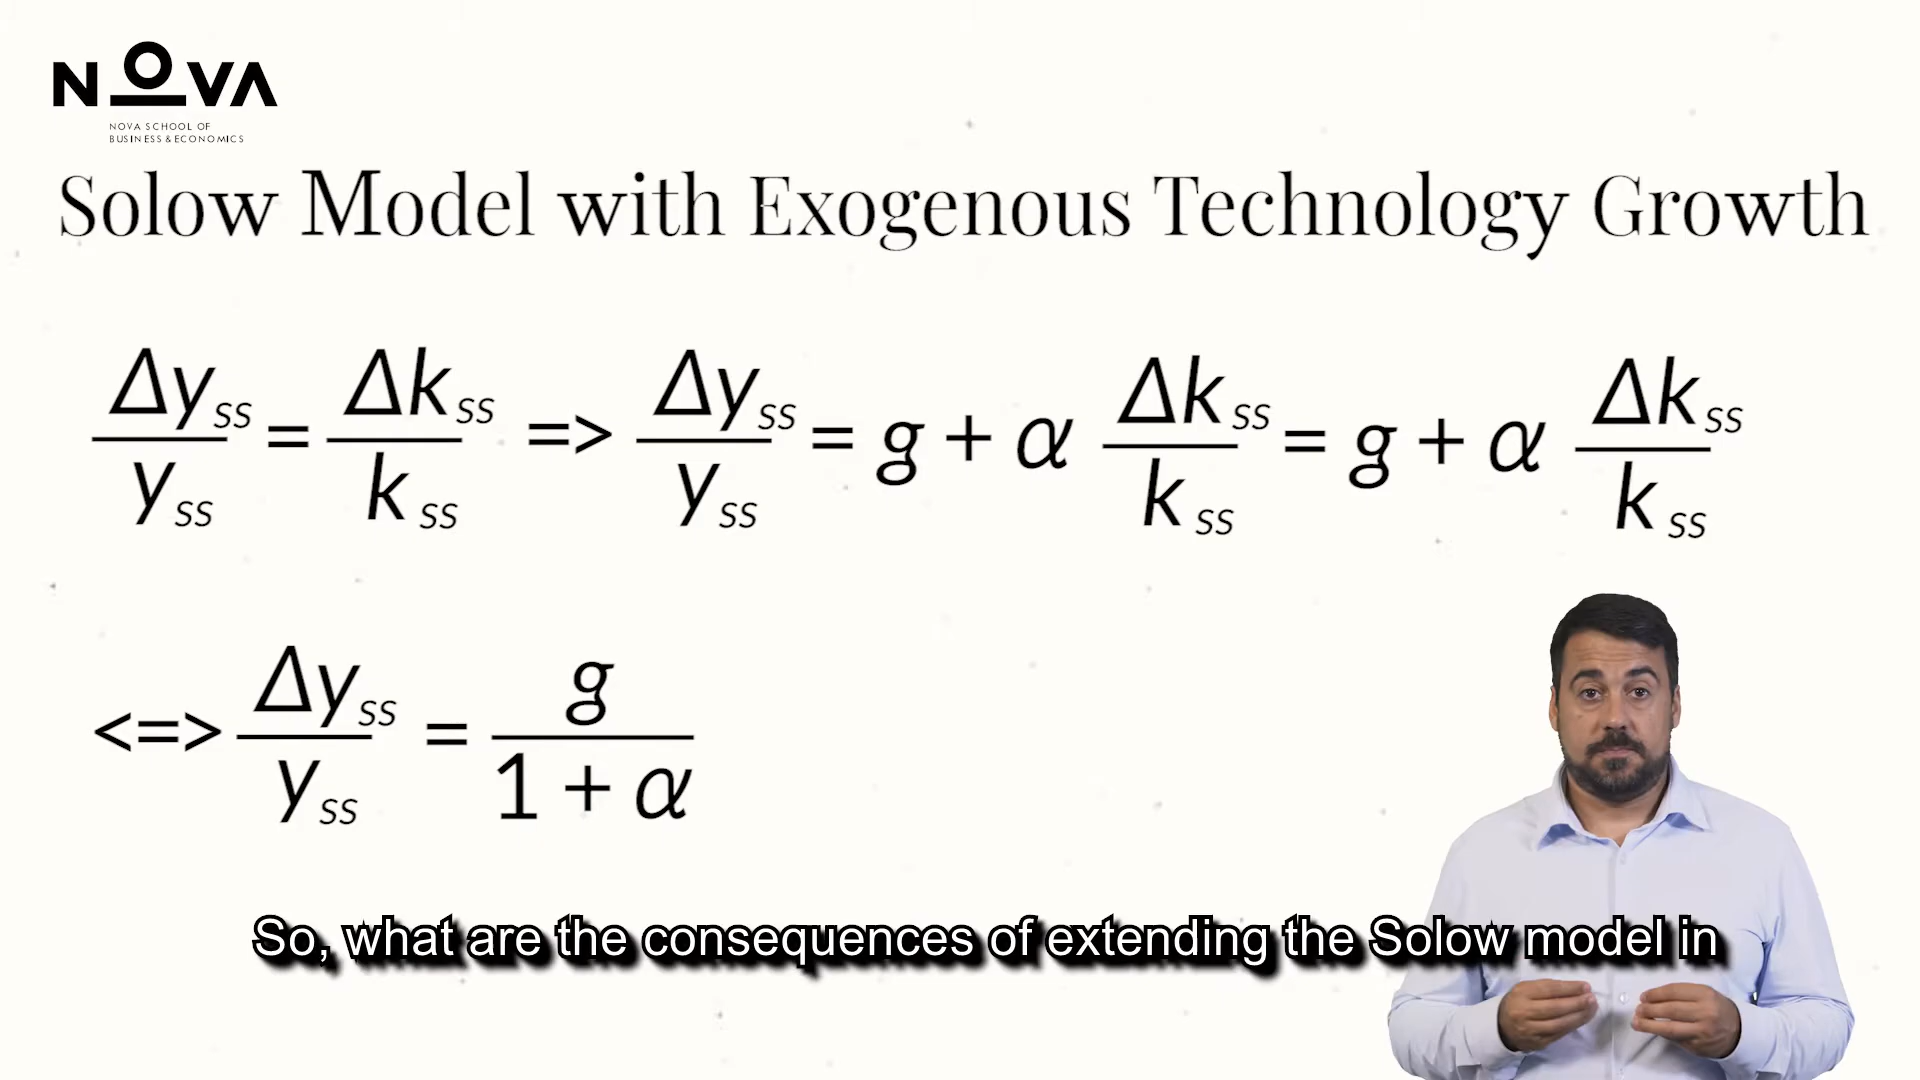 NOVA
NOVA SCHOOL OF
BUSINESS & ECONOMICS
Solow Model with Exogenous Technology Growth
Δy_ss / y_ss = Δk_ss / k_ss => Δy_ss / y_ss = g + α Δk_ss / k_ss = g + α Δk_ss / k_ss
<=> Δy_ss / y_ss = g / 1 + α
So, what are the consequences of extending the Solow model in